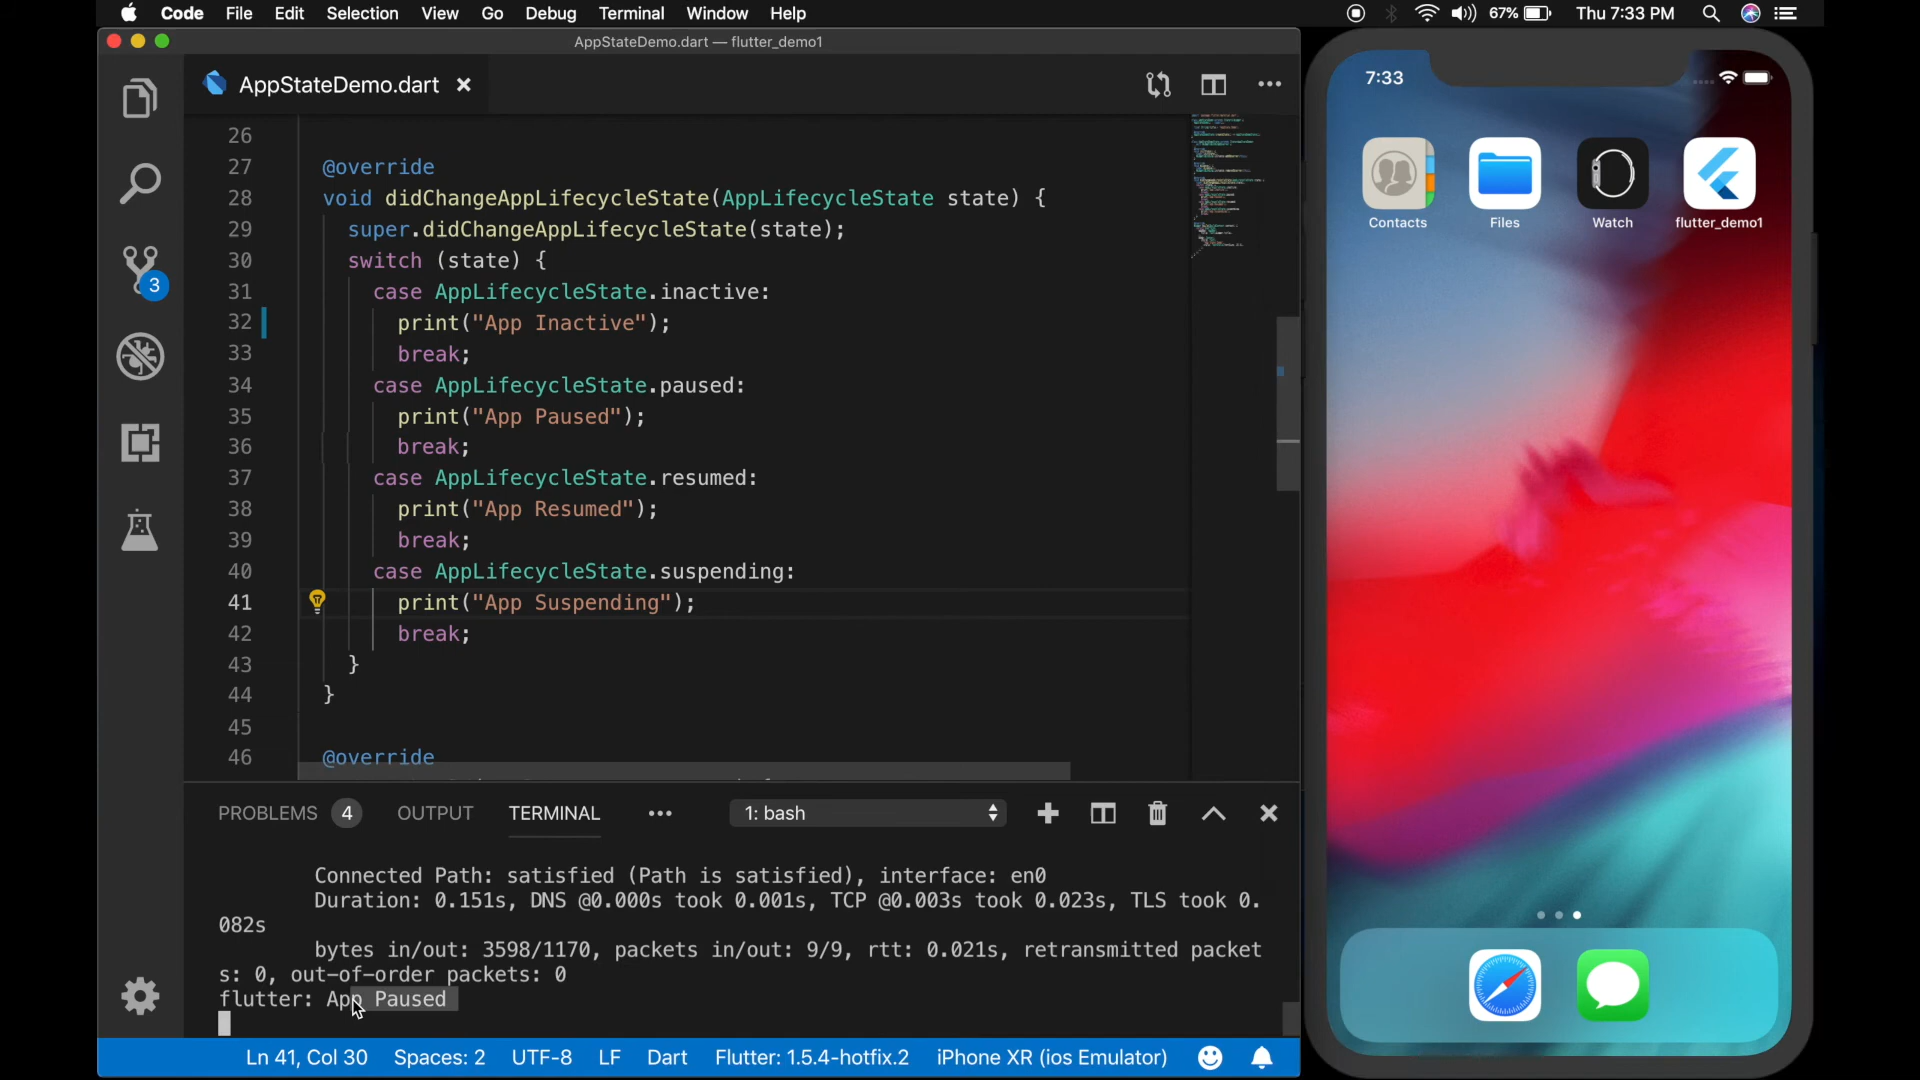 Code File Edit Selection View Go Debug Terminal Window Help 67% Thu 7:33 PM
AppStateDemo.dart — flutter_demo1
AppStateDemo.dart
26
27 @override
28 void didChangeAppLifecycleState(AppLifecycleState state) {
29 super.didChangeAppLifecycleState(state);
30 switch (state) {
31 case AppLifecycleState.inactive:
32 print("App Inactive");
33 break;
34 case AppLifecycleState.paused:
35 print("App Paused");
36 break;
37 case AppLifecycleState.resumed:
38 print("App Resumed");
39 break;
40 case AppLifecycleState.suspending:
41 print("App Suspending");
42 break;
43 }
44 }
45
46 @override
3
PROBLEMS 4 OUTPUT TERMINAL 1: bash
Connected Path: satisfied (Path is satisfied), interface: en0
Duration: 0.151s, DNS @0.000s took 0.001s, TCP @0.003s took 0.023s, TLS took 0.
082s
bytes in/out: 3598/1170, packets in/out: 9/9, rtt: 0.021s, retransmitted packet
s: 0, out-of-order packets: 0
flutter: App Paused
Ln 41, Col 30 Spaces: 2 UTF-8 LF Dart Flutter: 1.5.4-hotfix.2 iPhone XR (ios Emulator)
7:33
Contacts Files Watch flutter_demo1